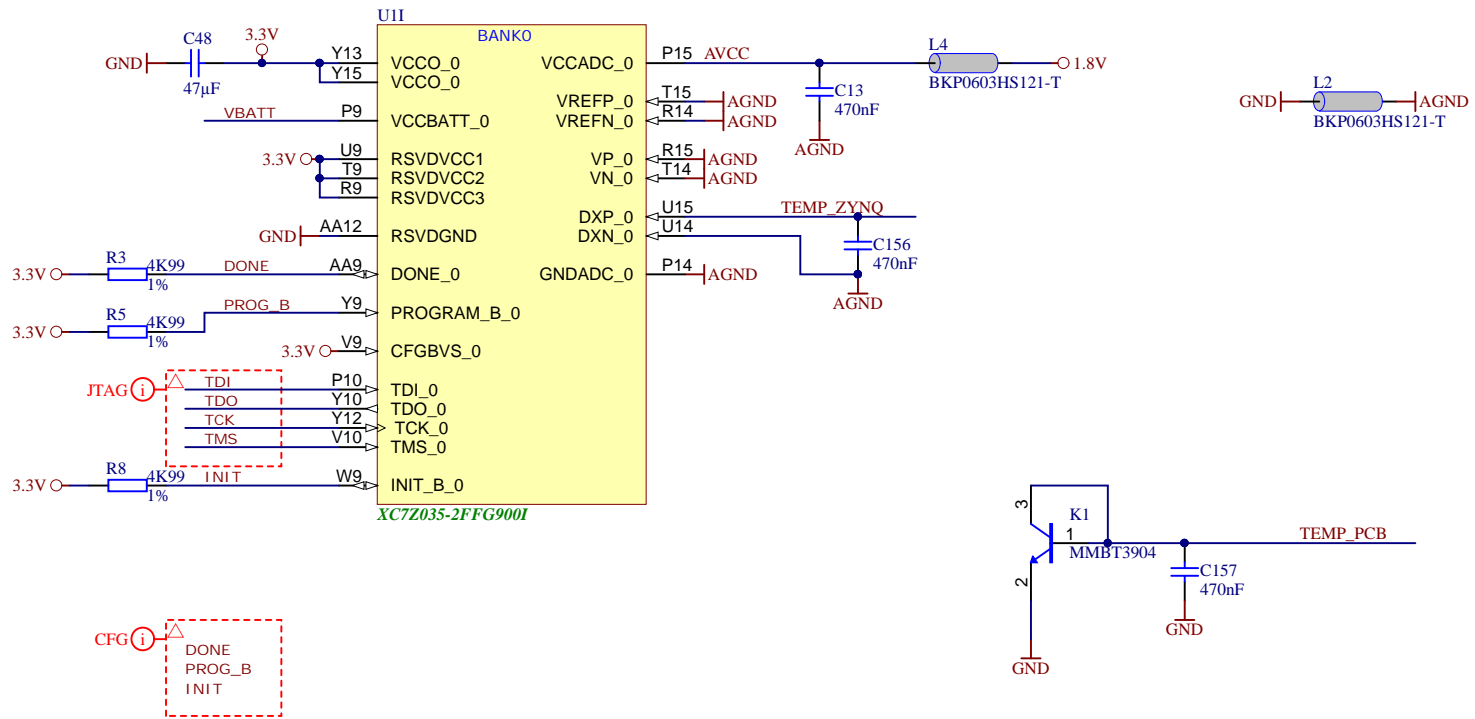 U1I
BANK0
C48
47µF
GND
3.3V
Y13
VCCO_0
Y15
VCCO_0
VBATT
P9
VCCBATT_0
3.3V
U9
RSVDVCC1
T9
RSVDVCC2
R9
RSVDVCC3
GND
AA12
RSVDGND
3.3V
R3
4K99
1%
DONE
AA9
DONE_0
3.3V
R5
4K99
1%
PROG_B
Y9
PROGRAM_B_0
3.3V
V9
CFGBVS_0
JTAG
i
TDI
P10
TDI_0
TDO
Y10
TDO_0
TCK
Y12
TCK_0
TMS
V10
TMS_0
3.3V
R8
4K99
1%
INIT
W9
INIT_B_0
XC7Z035-2FFG900I
VCCADC_0
P15
AVCC
L4
BKP0603HS121-T
1.8V
C13
470nF
AGND
VREFP_0
T15
AGND
VREFN_0
R14
AGND
VP_0
R15
AGND
VN_0
T14
AGND
DXP_0
U15
TEMP_ZYNQ
DXN_0
U14
C156
470nF
AGND
GNDADC_0
P14
AGND
GND
L2
BKP0603HS121-T
AGND
3
K1
1
MMBT3904
2
GND
TEMP_PCB
C157
470nF
GND
CFG
i
DONE
PROG_B
INIT